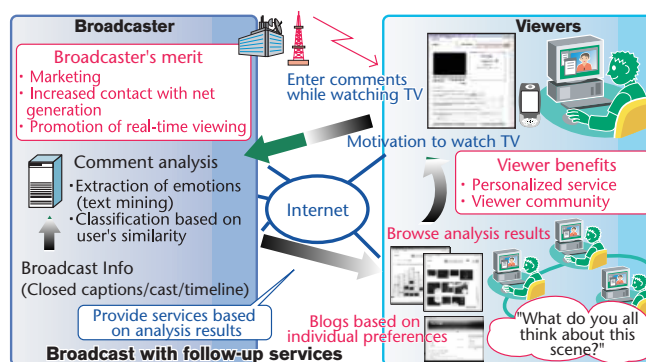 Broadcaster
Broadcaster's merit
· Marketing
· Increased contact with net
generation
· Promotion of real-time viewing
Comment analysis
・Extraction of emotions
(text mining)
・Classification based on
user's similarity
Broadcast Info
(Closed captions/cast/timeline)
Provide services based
on analysis results
Broadcast with follow-up services
Internet
Viewers
Enter comments
while watching TV
Motivation to watch TV
Viewer benefits
· Personalized service
· Viewer community
Browse analysis results
Blogs based on
individual preferences
"What do you all
think about this
scene?"